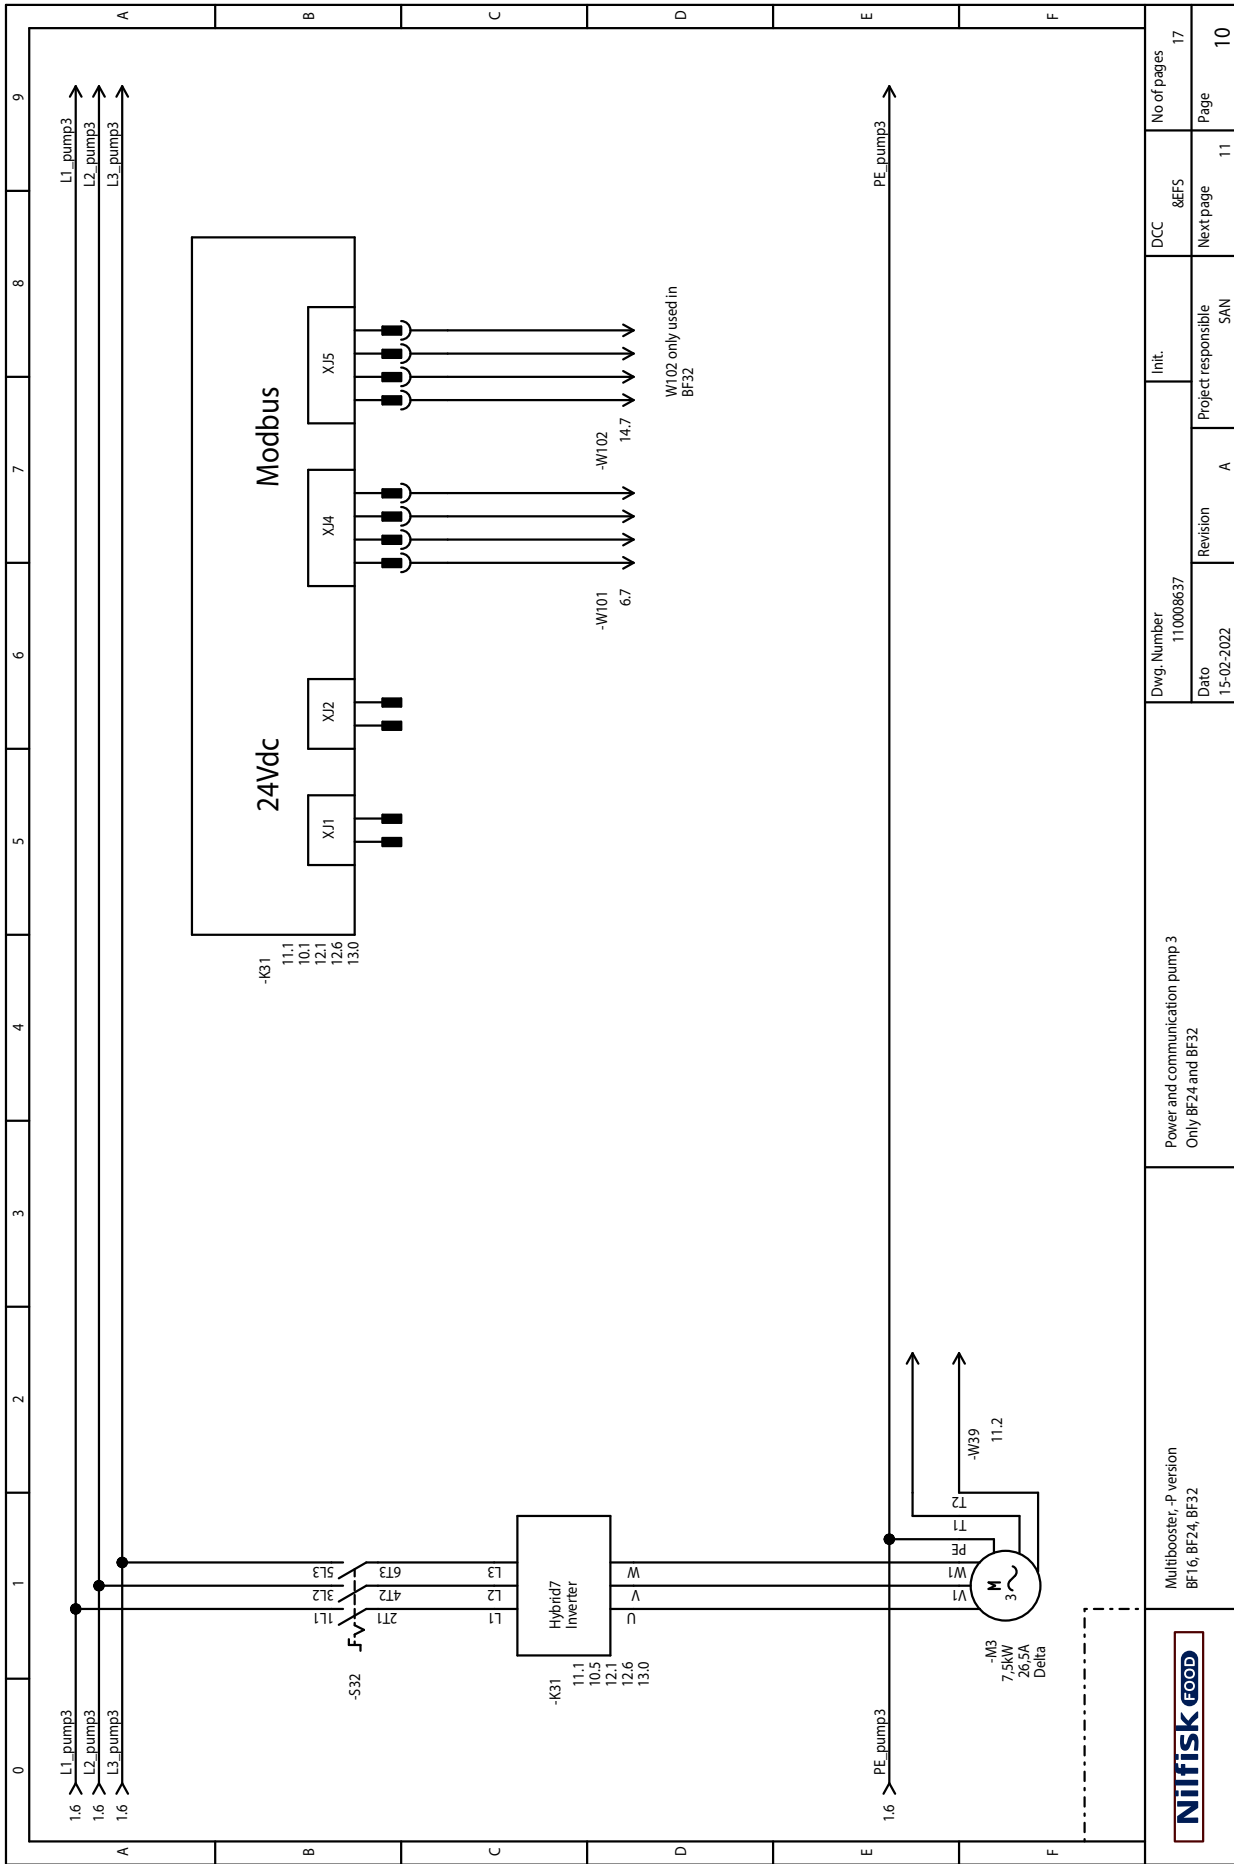 0 1 2 3 4 5 6 7 8 9
A
B
C
D
E
F
A
B
C
D
E
F
1.6 L1_pump3
1.6 L2_pump3
1.6 L3_pump3
L1_pump3
L2_pump3
L3_pump3
-S32
1L1 3L2 5L3
2T1 4T2 6T3
-K31
11.1
10.5
12.1
12.6
13.0
L1 L2 L3
Hybrid7
Inverter
U V W
-K31
11.1
10.1
12.1
12.6
13.0
24Vdc
Modbus
XJ1
XJ2
XJ4
XJ5
-W101
6.7
-W102
14.7
W102 only used in
BF32
1.6 PE_pump3
PE_pump3
V1 W1 PE T1 T2
-M3
7,5kW
26,5A
Delta
M
3
-W39
11.2
Nilfisk FOOD
Multibooster, -P version
BF16, BF24, BF32
Power and communication pump 3
Only BF24 and BF32
Dwg. Number
110008637
Init.
DCC
&EFS
No of pages
17
Dato
15-02-2022
Revision
A
Project responsible
SAN
Next page
11
Page
10